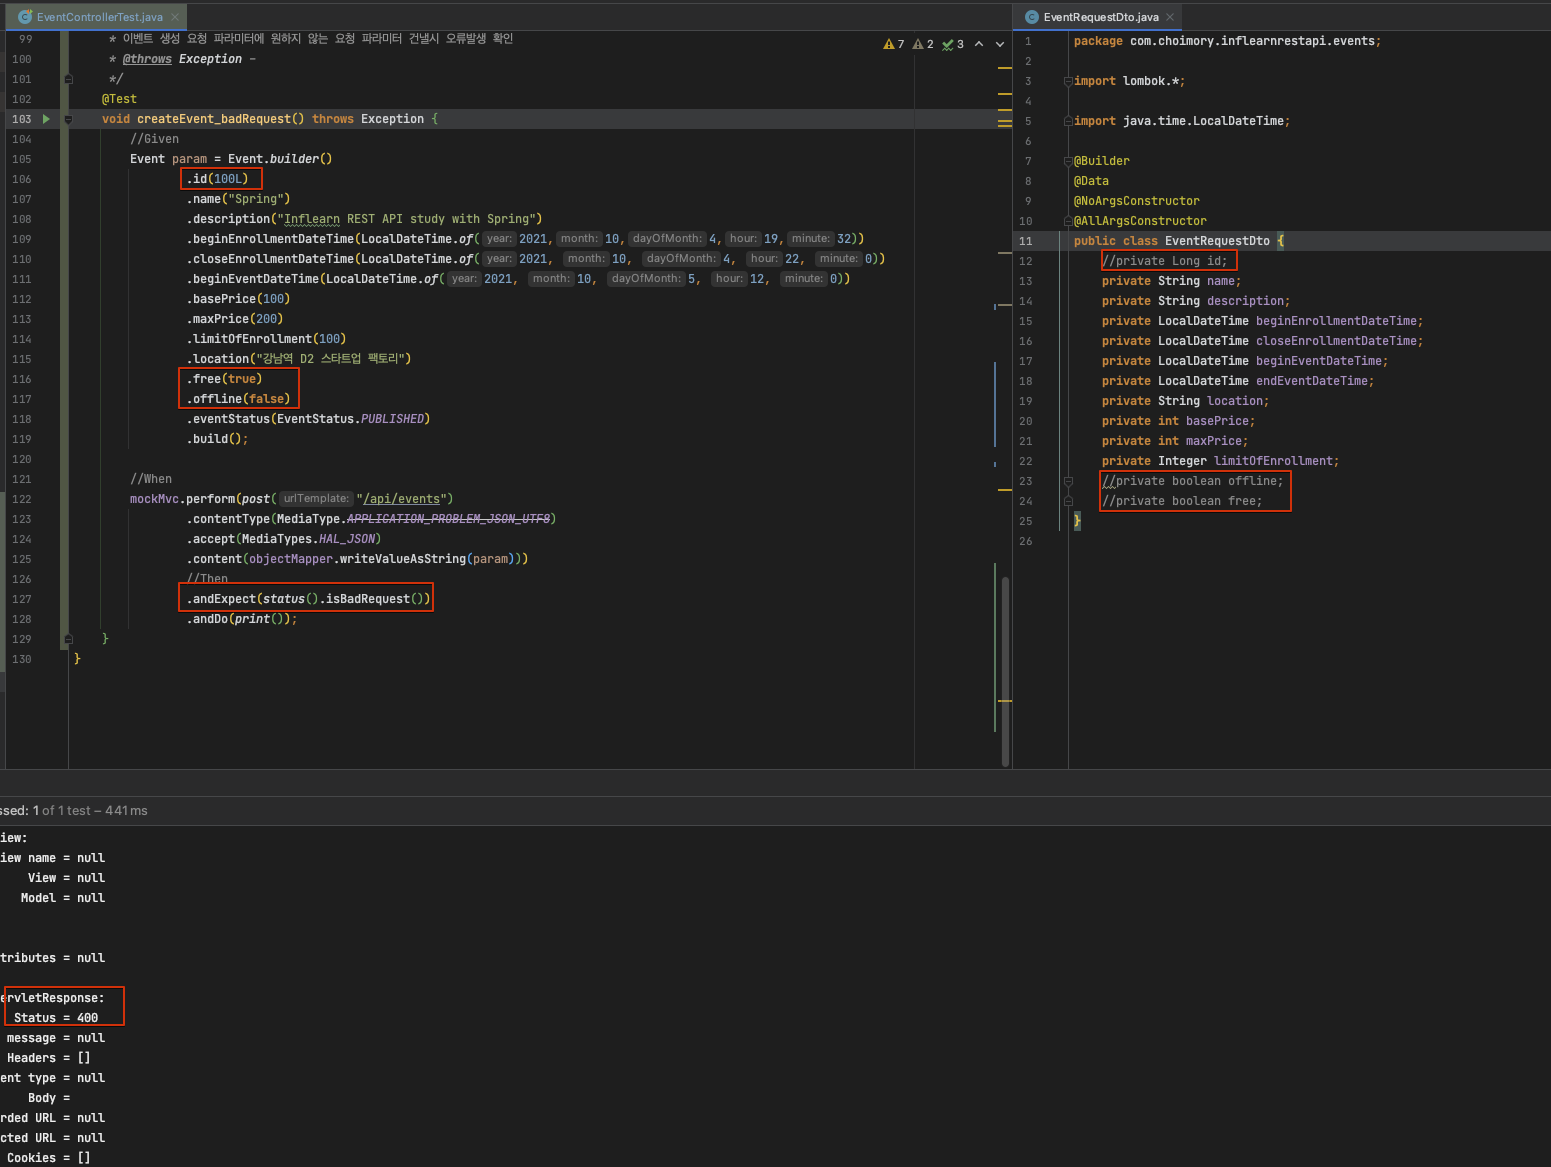 EventControllerTest.java
99 * 이벤트 생성 요청 파라미터에 원하지 않는 요청 파라미터 건낼시 오류발생 확인
100 * @throws Exception -
101 */
102 @Test
103 void createEvent_badRequest() throws Exception {
104 //Given
105 Event param = Event.builder()
106 .id(100L)
107 .name("Spring")
108 .description("Inflearn REST API study with Spring")
109 .beginEnrollmentDateTime(LocalDateTime.of( year: 2021, month: 10, dayOfMonth: 4, hour: 19, minute: 32))
110 .closeEnrollmentDateTime(LocalDateTime.of( year: 2021, month: 10, dayOfMonth: 4, hour: 22, minute: 0))
111 .beginEventDateTime(LocalDateTime.of( year: 2021, month: 10, dayOfMonth: 5, hour: 12, minute: 0))
112 .basePrice(100)
113 .maxPrice(200)
114 .limitOfEnrollment(100)
115 .location("강남역 D2 스타트업 팩토리")
116 .free(true)
117 .offline(false)
118 .eventStatus(EventStatus.PUBLISHED)
119 .build();
120
121 //When
122 mockMvc.perform(post( urlTemplate: "/api/events")
123 .contentType(MediaType.APPLICATION_PROBLEM_JSON_UTF8)
124 .accept(MediaTypes.HAL_JSON)
125 .content(objectMapper.writeValueAsString(param)))
126 //Then
127 .andExpect(status().isBadRequest())
128 .andDo(print());
129 }
130 }
7 2 3
EventRequestDto.java
1 package com.choimory.inflearnrestapi.events;
2
3 import lombok.*;
4
5 import java.time.LocalDateTime;
6
7 @Builder
8 @Data
9 @NoArgsConstructor
10 @AllArgsConstructor
11 public class EventRequestDto {
12 //private Long id;
13 private String name;
14 private String description;
15 private LocalDateTime beginEnrollmentDateTime;
16 private LocalDateTime closeEnrollmentDateTime;
17 private LocalDateTime beginEventDateTime;
18 private LocalDateTime endEventDateTime;
19 private String location;
20 private int basePrice;
21 private int maxPrice;
22 private Integer limitOfEnrollment;
23 //private boolean offline;
24 //private boolean free;
25 }
26
ssed: 1 of 1 test – 441 ms
iew:
iew name = null
View = null
Model = null
tributes = null
ervletResponse:
Status = 400
message = null
Headers = []
ent type = null
Body =
rded URL = null
cted URL = null
Cookies = []